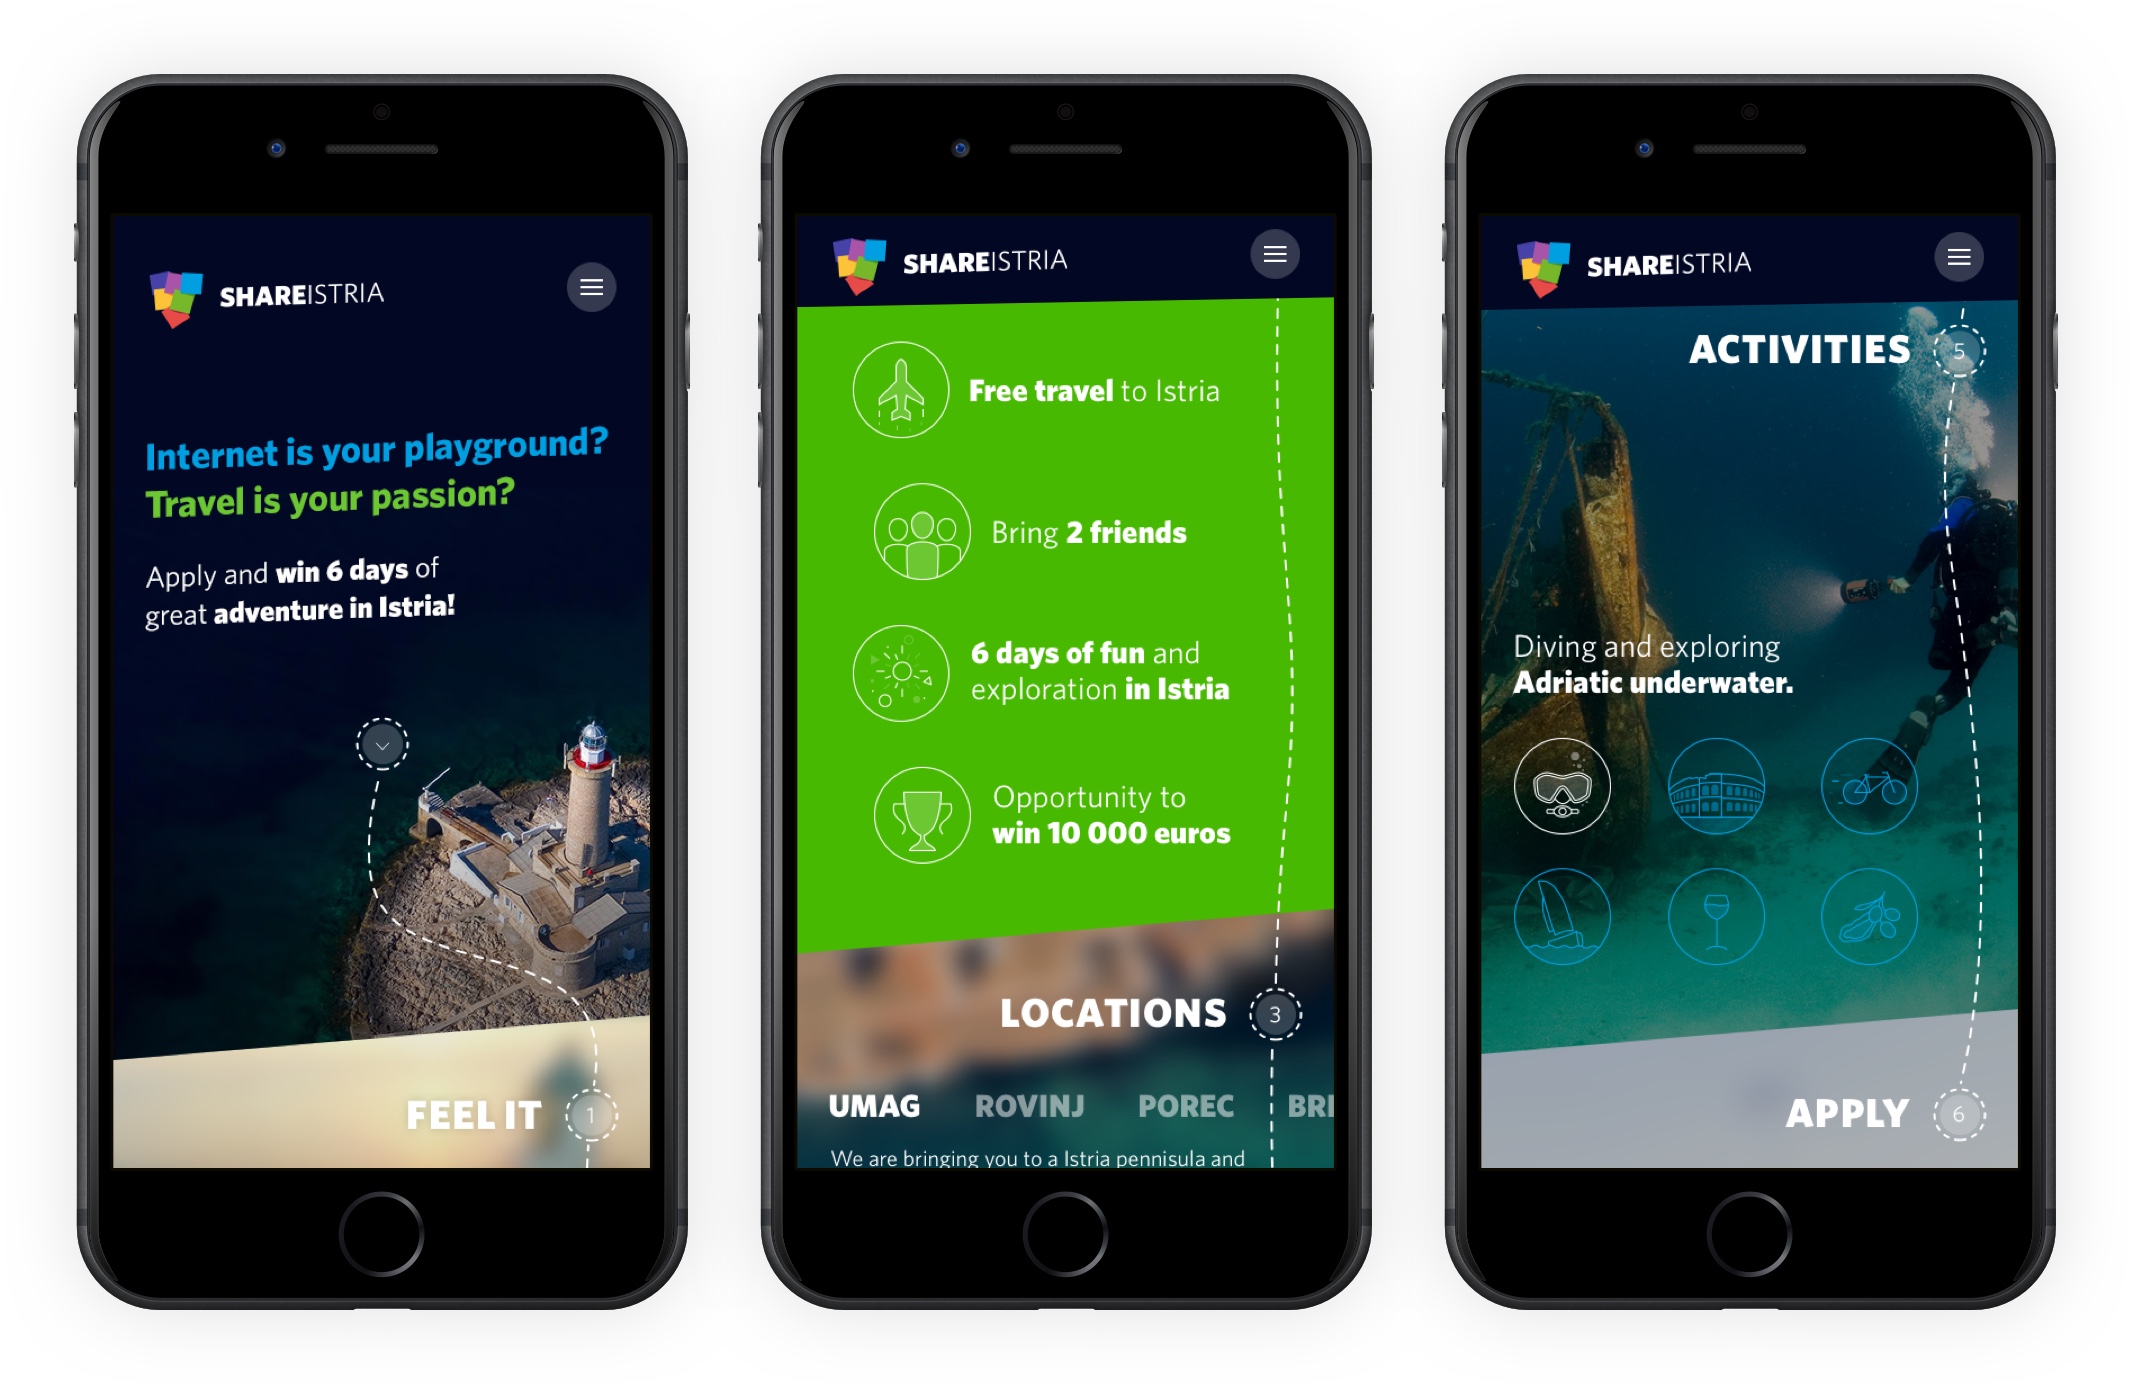 SHAREISTRIA
Internet is your playground?
Travel is your passion?
Apply and win 6 days of
great adventure in Istria!
FEEL IT 1
SHAREISTRIA
Free travel to Istria
Bring 2 friends
6 days of fun and
exploration in Istria
Opportunity to
win 10 000 euros
LOCATIONS 3
UMAG ROVINJ POREC BRI
We are bringing you to a Istria pennisula and
SHAREISTRIA
ACTIVITIES 5
Diving and exploring
Adriatic underwater.
APPLY 6